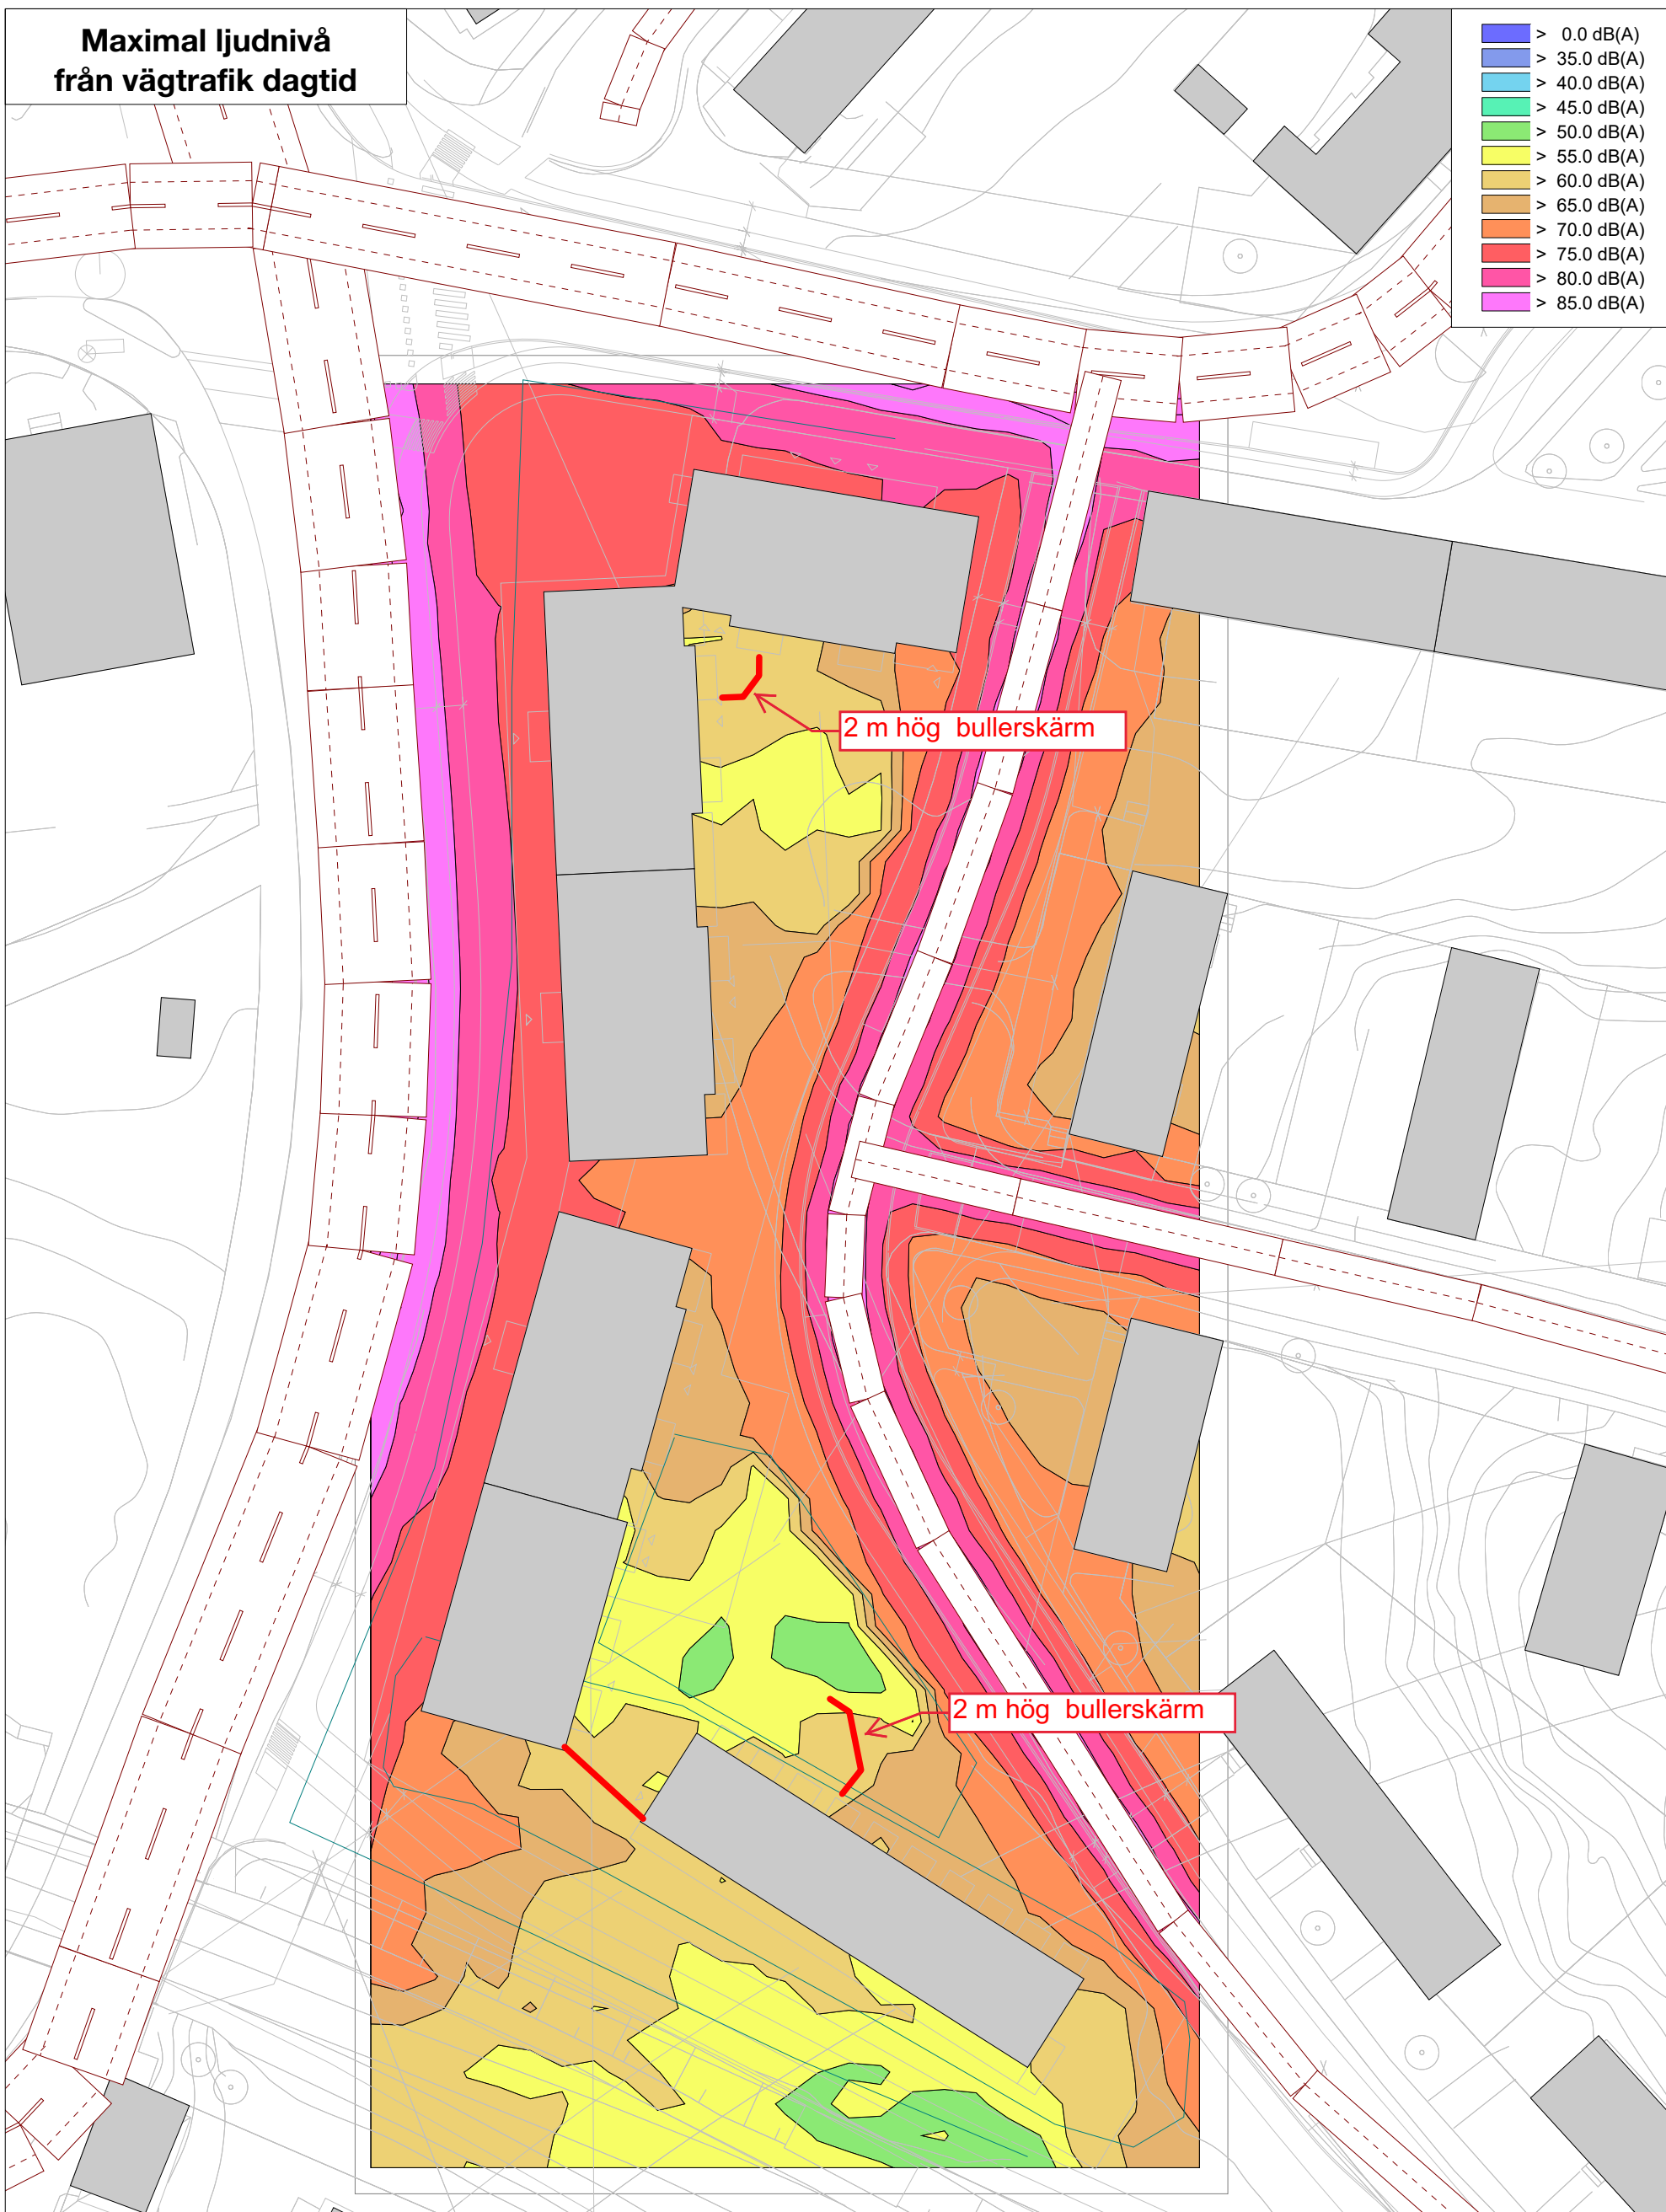 Maximal ljudnivå
från vägtrafik dagtid
> 0.0 dB(A)
> 35.0 dB(A)
> 40.0 dB(A)
> 45.0 dB(A)
> 50.0 dB(A)
> 55.0 dB(A)
> 60.0 dB(A)
> 65.0 dB(A)
> 70.0 dB(A)
> 75.0 dB(A)
> 80.0 dB(A)
> 85.0 dB(A)
2 m hög bullerskärm
2 m hög bullerskärm